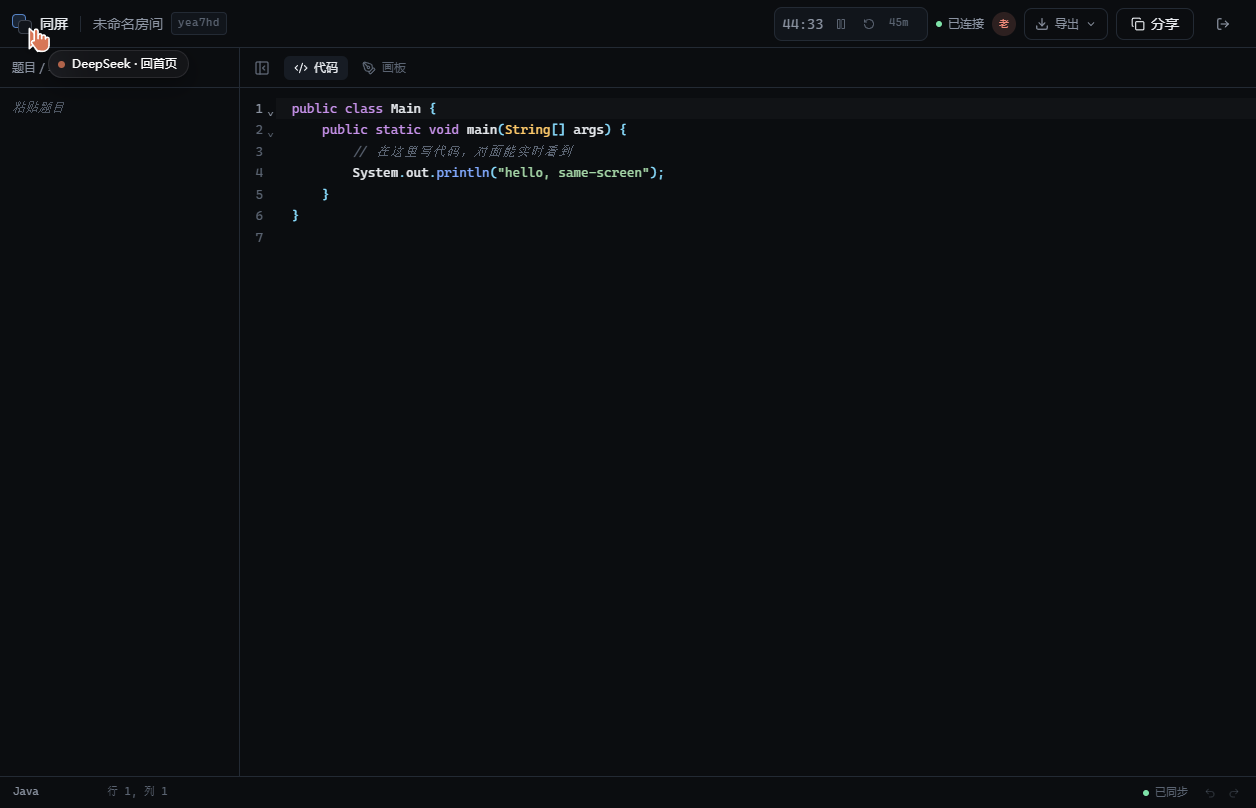 同屏 未命名房间 yea7hd 44:33 45m 已连接 老 导出 分享
题目 / DeepSeek · 回首页 代码 画板
粘贴题目
1 public class Main {
2     public static void main(String[] args) {
3         // 在这里写代码，对面能实时看到
4         System.out.println("hello, same-screen");
5     }
6 }
7
Java 行 1, 列 1 已同步